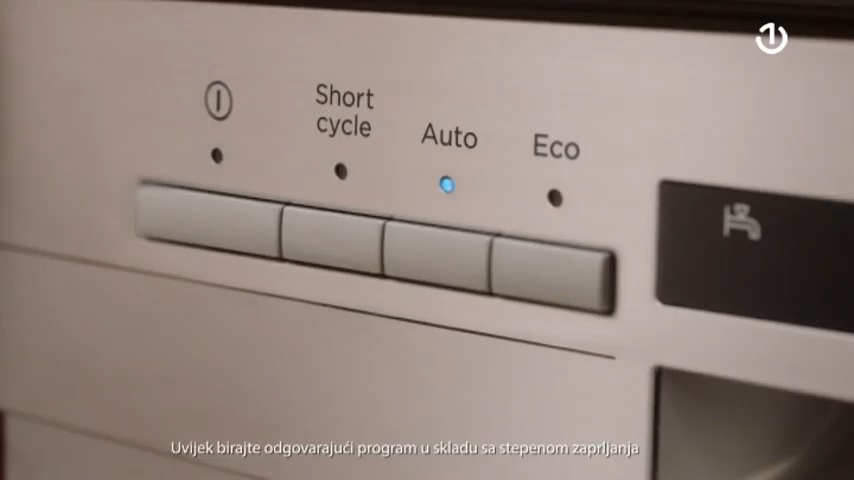 Short
cycle
Auto
Eco
Uvijek birajte odgovarajući program u skladu sa stepenom zaprljanja